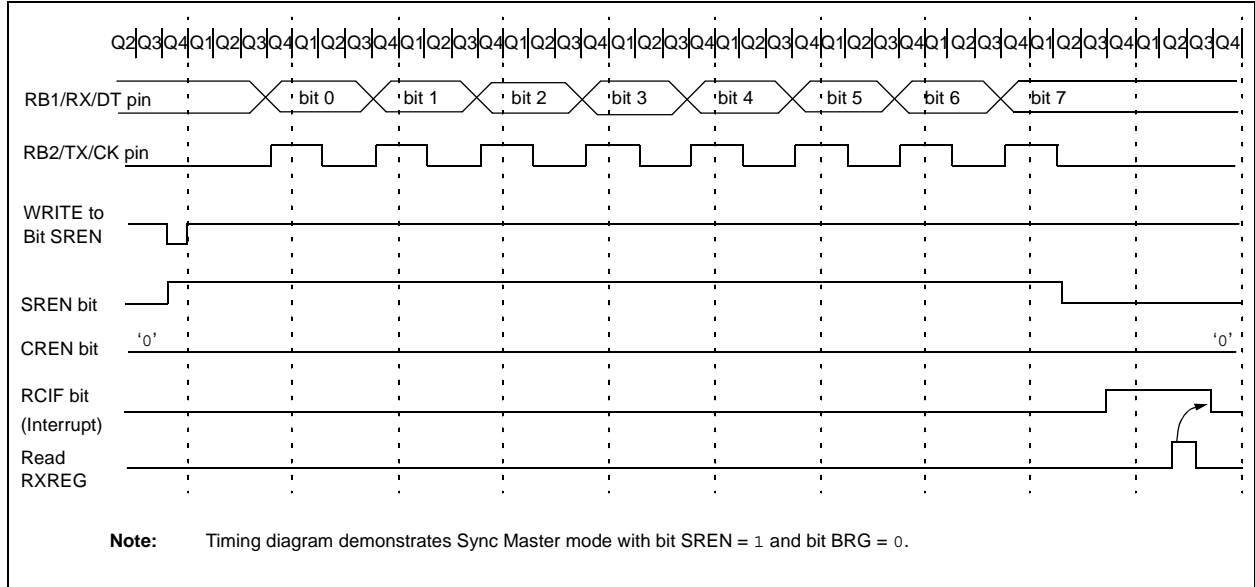 Q2 Q3 Q4 Q1 Q2 Q3 Q4 Q1 Q2 Q3 Q4 Q1 Q2 Q3 Q4 Q1 Q2 Q3 Q4 Q1 Q2 Q3 Q4 Q1 Q2 Q3 Q4 Q1 Q2 Q3 Q4 Q1 Q2 Q3 Q4 Q1 Q2 Q3 Q4 Q1 Q2 Q3 Q4
RB1/RX/DT pin bit 0 bit 1 bit 2 bit 3 bit 4 bit 5 bit 6 bit 7
RB2/TX/CK pin
WRITE to
Bit SREN
SREN bit
CREN bit '0' '0'
RCIF bit
(Interrupt)
Read
RXREG
Note: Timing diagram demonstrates Sync Master mode with bit SREN = 1 and bit BRG = 0.